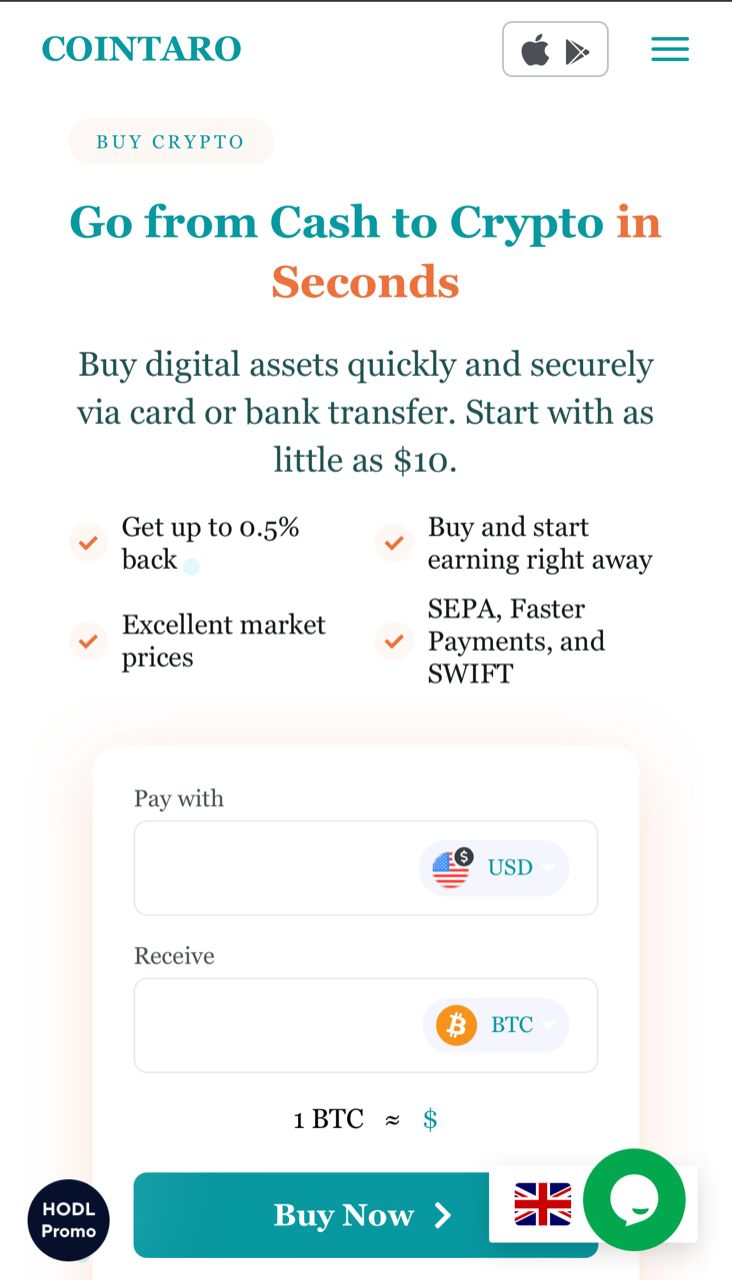 COINTARO
BUY CRYPTO
Go from Cash to Crypto in
Seconds
Buy digital assets quickly and securely
via card or bank transfer. Start with as
little as $10.
Get up to 0.5%
back
Buy and start
earning right away
Excellent market
prices
SEPA, Faster
Payments, and
SWIFT
Pay with
$
USD
Receive
BTC
1 BTC ≈ $
Buy Now
HODL
Promo